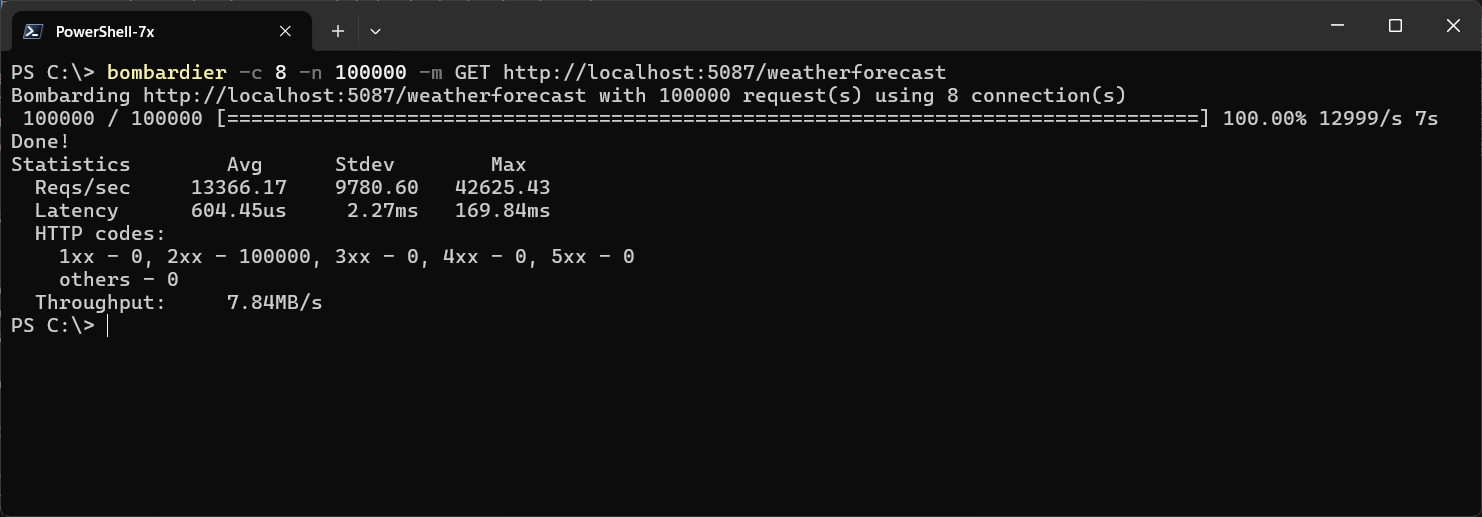 PowerShell-7x
PS C:\> bombardier -c 8 -n 100000 -m GET http://localhost:5087/weatherforecast
Bombarding http://localhost:5087/weatherforecast with 100000 request(s) using 8 connection(s)
 100000 / 100000 [=================================================================================] 100.00% 12999/s 7s
Done!
Statistics        Avg      Stdev        Max
  Reqs/sec     13366.17    9780.60   42625.43
  Latency      604.45us     2.27ms   169.84ms
  HTTP codes:
    1xx - 0, 2xx - 100000, 3xx - 0, 4xx - 0, 5xx - 0
    others - 0
  Throughput:     7.84MB/s
PS C:\>